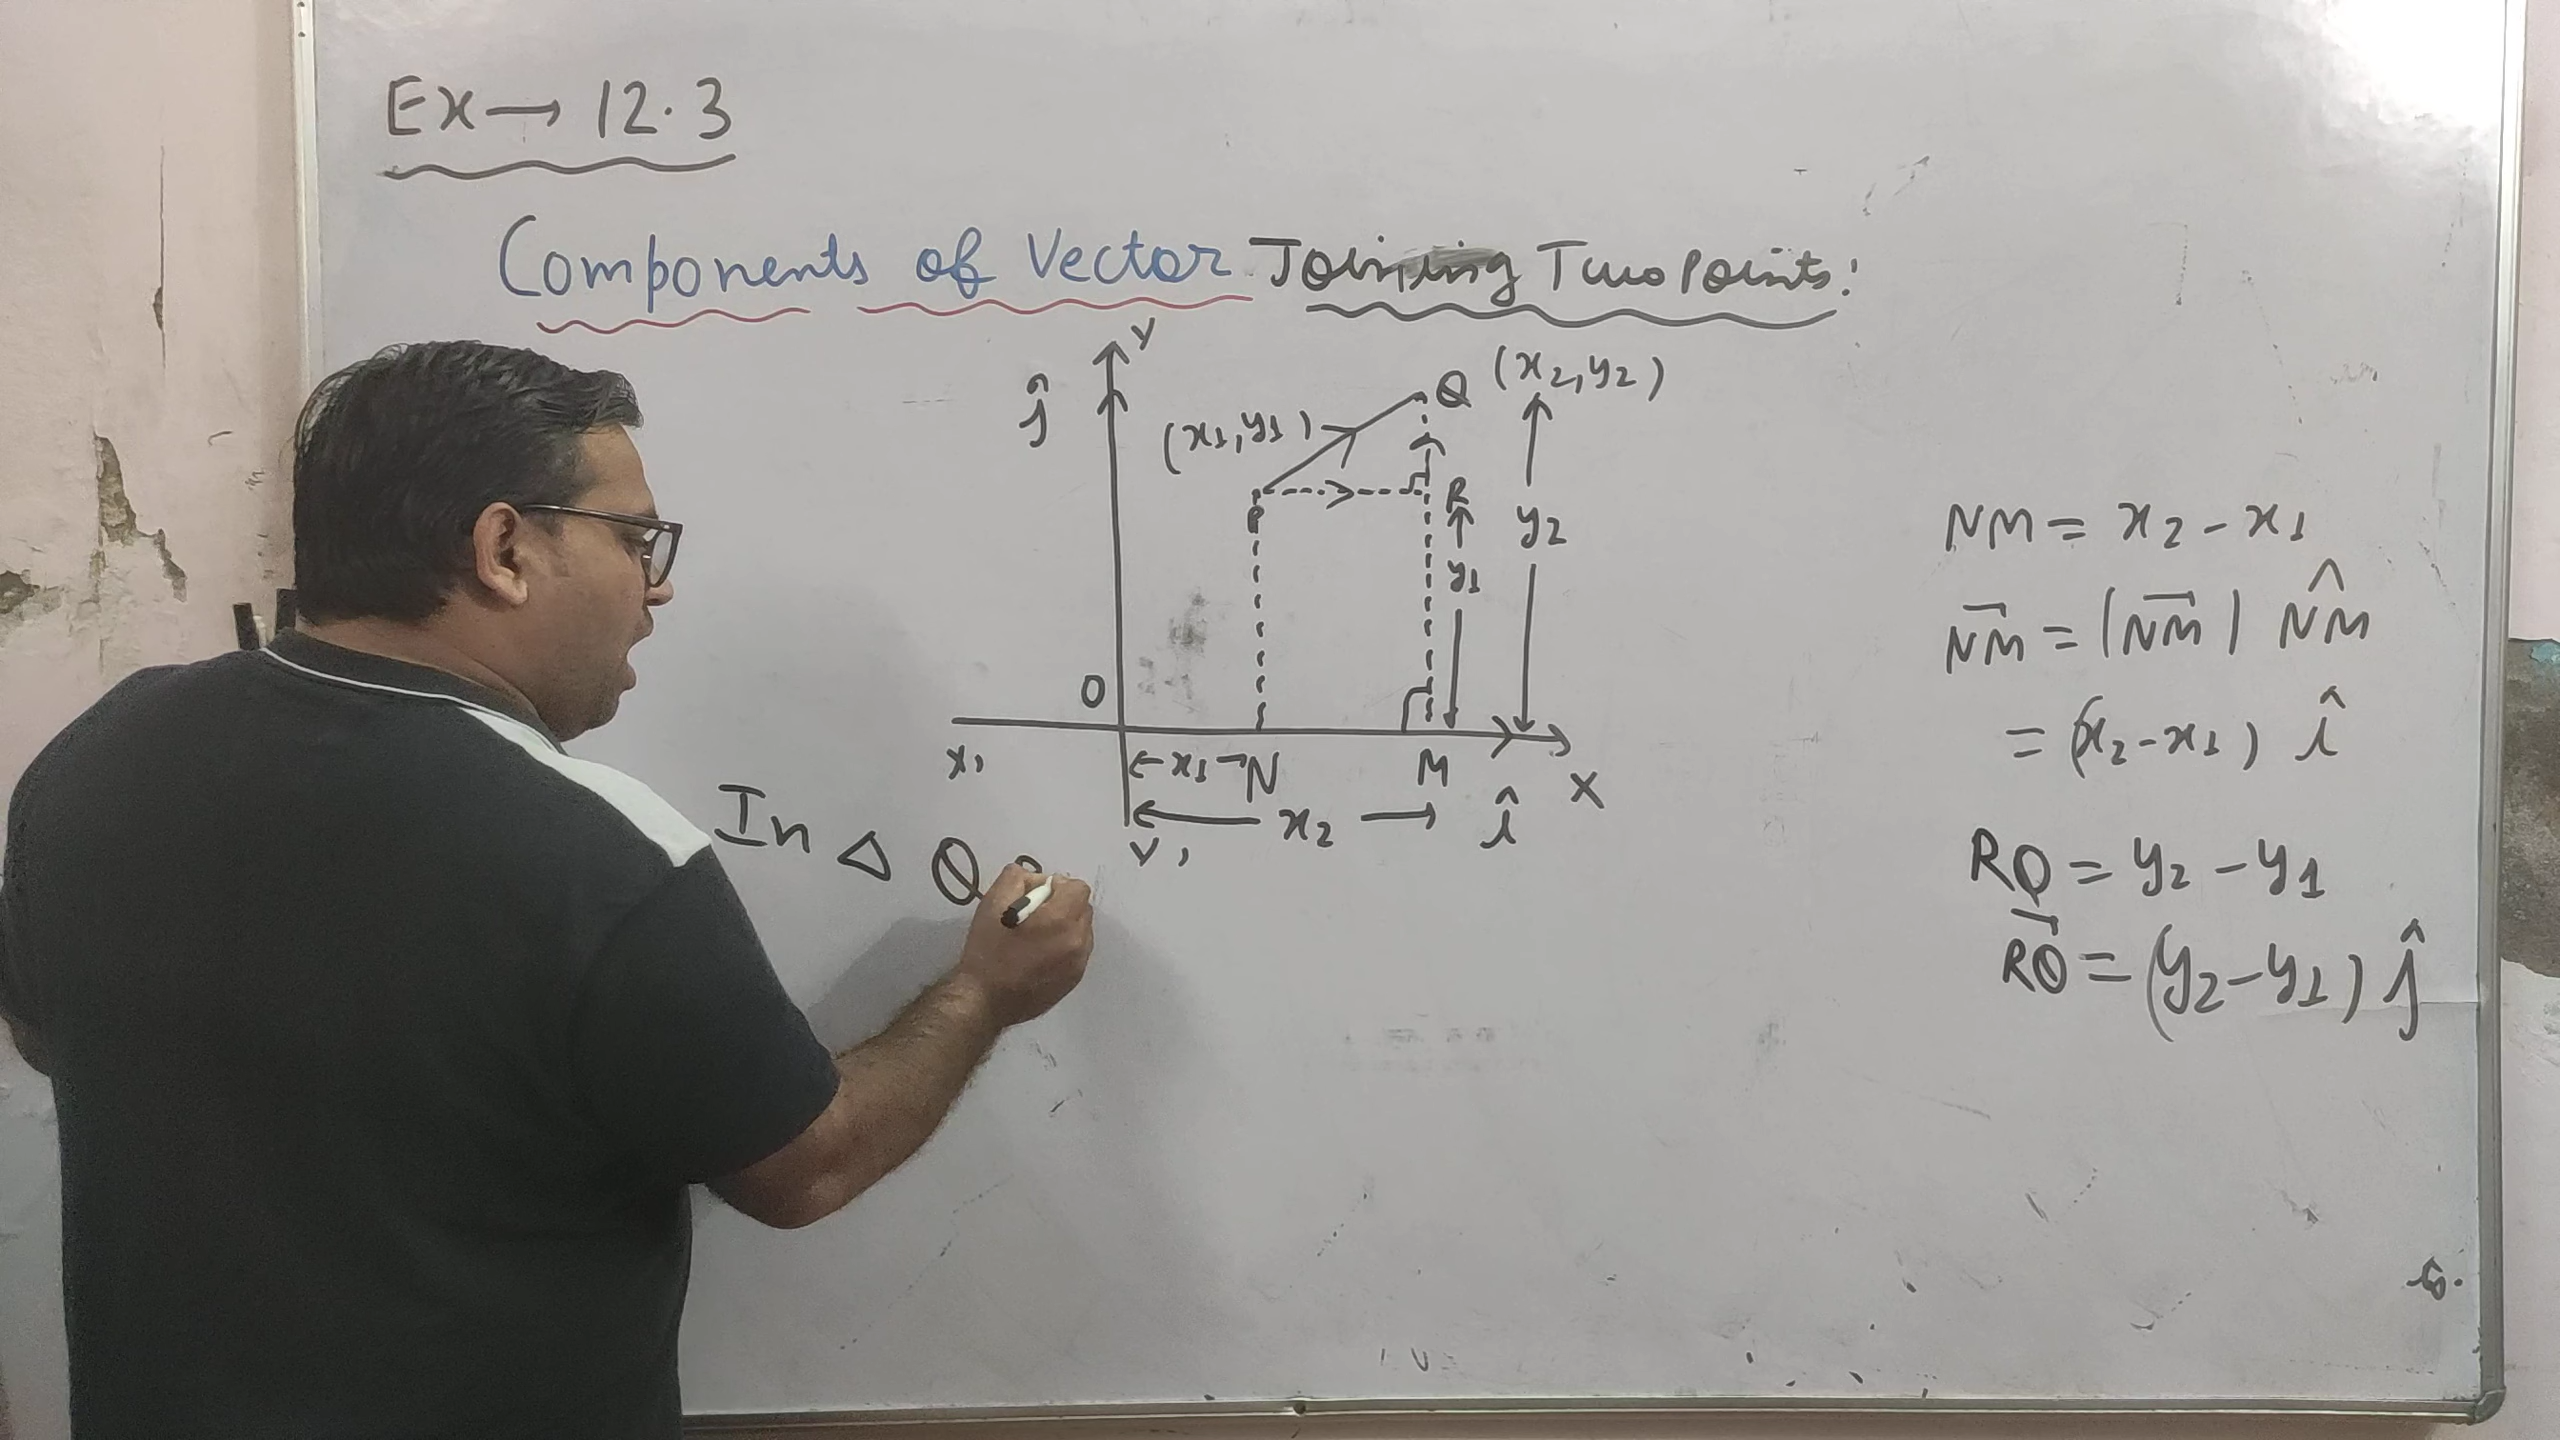 Ex → 12.3
Components of Vector Joining Two Points:
Y
ĵ
Q (x₂, y₂)
(x₁, y₁)
P
R
y₂
y₁
O
X'
x₁
N
M
X
x₂
î
Y'
NM = x₂ - x₁
NM⃗ = |NM⃗| N̂M
= (x₂ - x₁) î
RQ = y₂ - y₁
RQ⃗ = (y₂ - y₁) ĵ
In △ Q